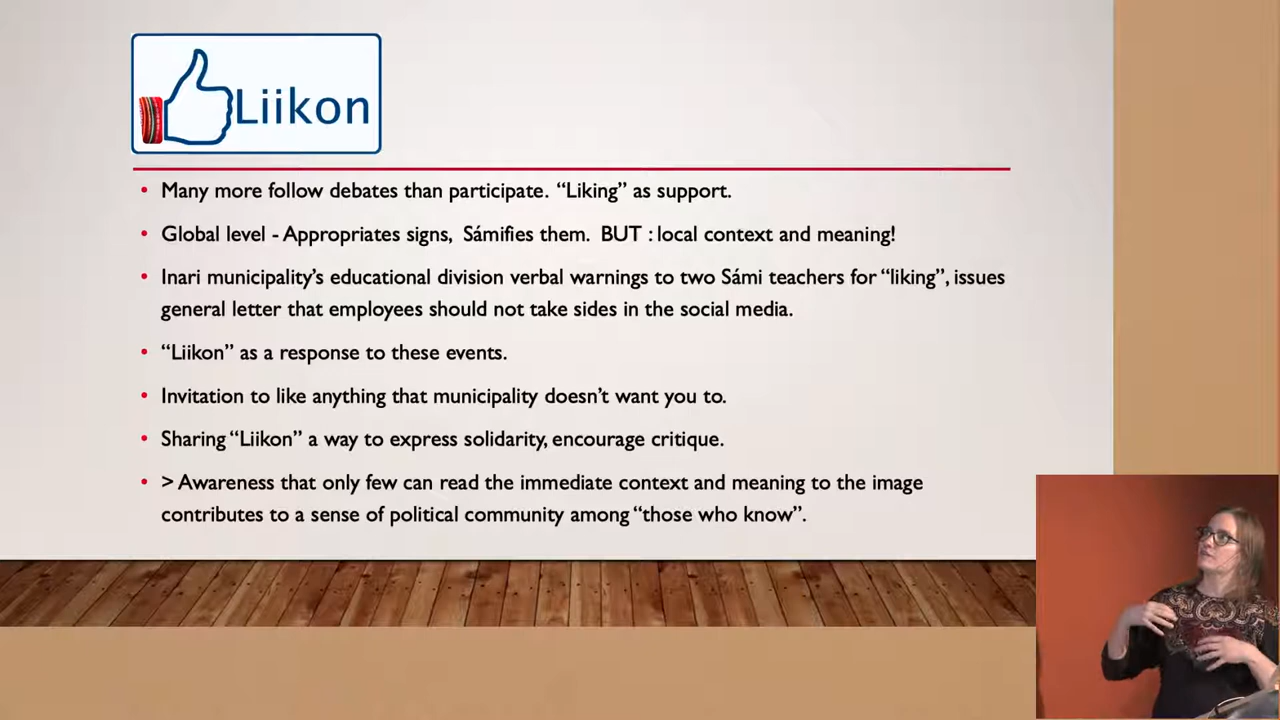 Liikon
• Many more follow debates than participate. “Liking” as support.
• Global level - Appropriates signs, Sámifies them. BUT : local context and meaning!
• Inari municipality’s educational division verbal warnings to two Sámi teachers for “liking”, issues
general letter that employees should not take sides in the social media.
• “Liikon” as a response to these events.
• Invitation to like anything that municipality doesn’t want you to.
• Sharing “Liikon” a way to express solidarity, encourage critique.
• > Awareness that only few can read the immediate context and meaning to the image
contributes to a sense of political community among “those who know”.